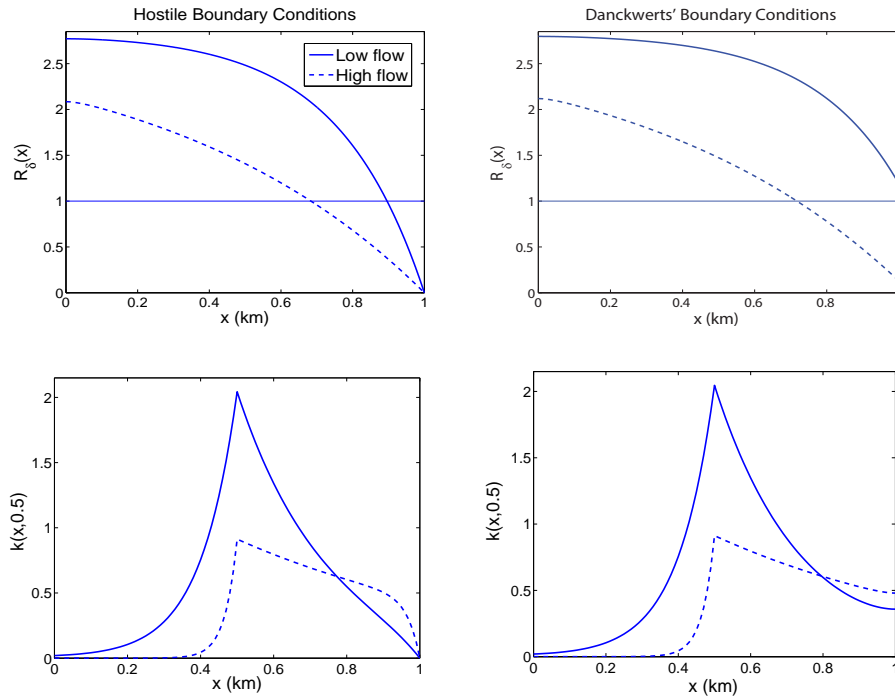 Hostile Boundary Conditions
R_δ(x)
2.5
2
1.5
1
0.5
0
0 0.2 0.4 0.6 0.8 1
x (km)
Low flow
High flow
Danckwerts’ Boundary Conditions
R_δ(x)
2.5
2
1.5
1
0.5
0
0 0.2 0.4 0.6 0.8
x (km)
k(x,0.5)
2
1.5
1
0.5
0
0 0.2 0.4 0.6 0.8 1
x (km)
k(x,0.5)
2
1.5
1
0.5
0
0 0.2 0.4 0.6 0.8 1
x (km)